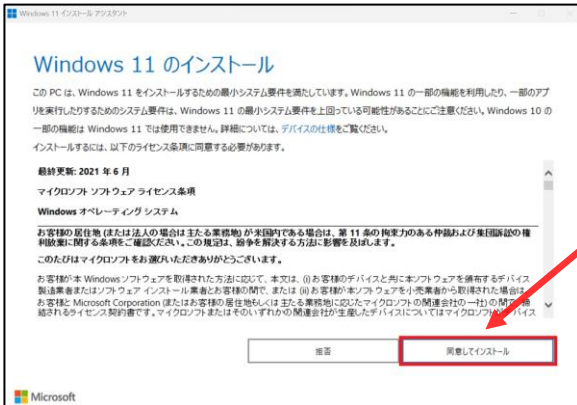 Windows 11 インストール アシスタント
Windows 11 のインストール
この PC は、Windows 11 をインストールするための最小システム要件を満たしています。Windows 11 の一部の機能を利用したり、一部のアプ
リを実行したりするためのシステム要件は、Windows 11 の最小システム要件を上回っている可能性があることにご注意ください。Windows 10 の
一部の機能は Windows 11 では使用できません。詳細については、デバイスの仕様をご覧ください。
インストールするには、以下のライセンス条項に同意する必要があります。
最終更新: 2021 年 6 月
マイクロソフト ソフトウェア ライセンス条項
Windows オペレーティング システム
お客様の居住地 (または法人の場合は主たる業務地) が米国内である場合は、第 11 条の拘束力のある仲裁および集団訴訟の権
利放棄に関する条項をご確認ください。この規定は、紛争を解決する方法に影響を及ぼします。
このたびはマイクロソフトをお選びいただきありがとうございます。
お客様が本 Windows ソフトウェアを取得された方法に応じて、本文は、(i) お客様のデバイスと共に本ソフトウェアを頒布するデバイス
製造業者またはソフトウェア インストール業者とお客様の間で、または (ii) お客様が本ソフトウェアを小売業者から取得された場合は、
お客様と Microsoft Corporation (またはお客様の居住地もしくは主たる業務地に応じたマイクロソフトの関連会社の一社) の間で締
結されるライセンス契約書です。マイクロソフトまたはそのいずれかの関連会社が生産したデバイスについてはマイクロソフトがデバイス
拒否
同意してインストール
Microsoft